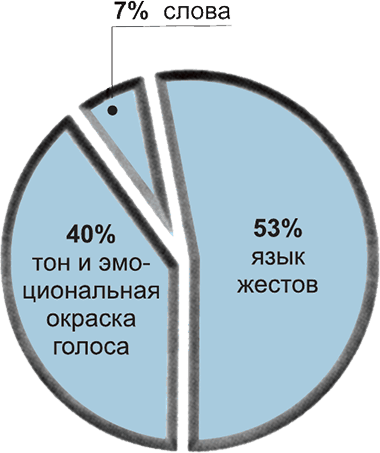 7% слова
53%
язык
жестов
40%
тон и эмо-
циональная
окраска
голоса